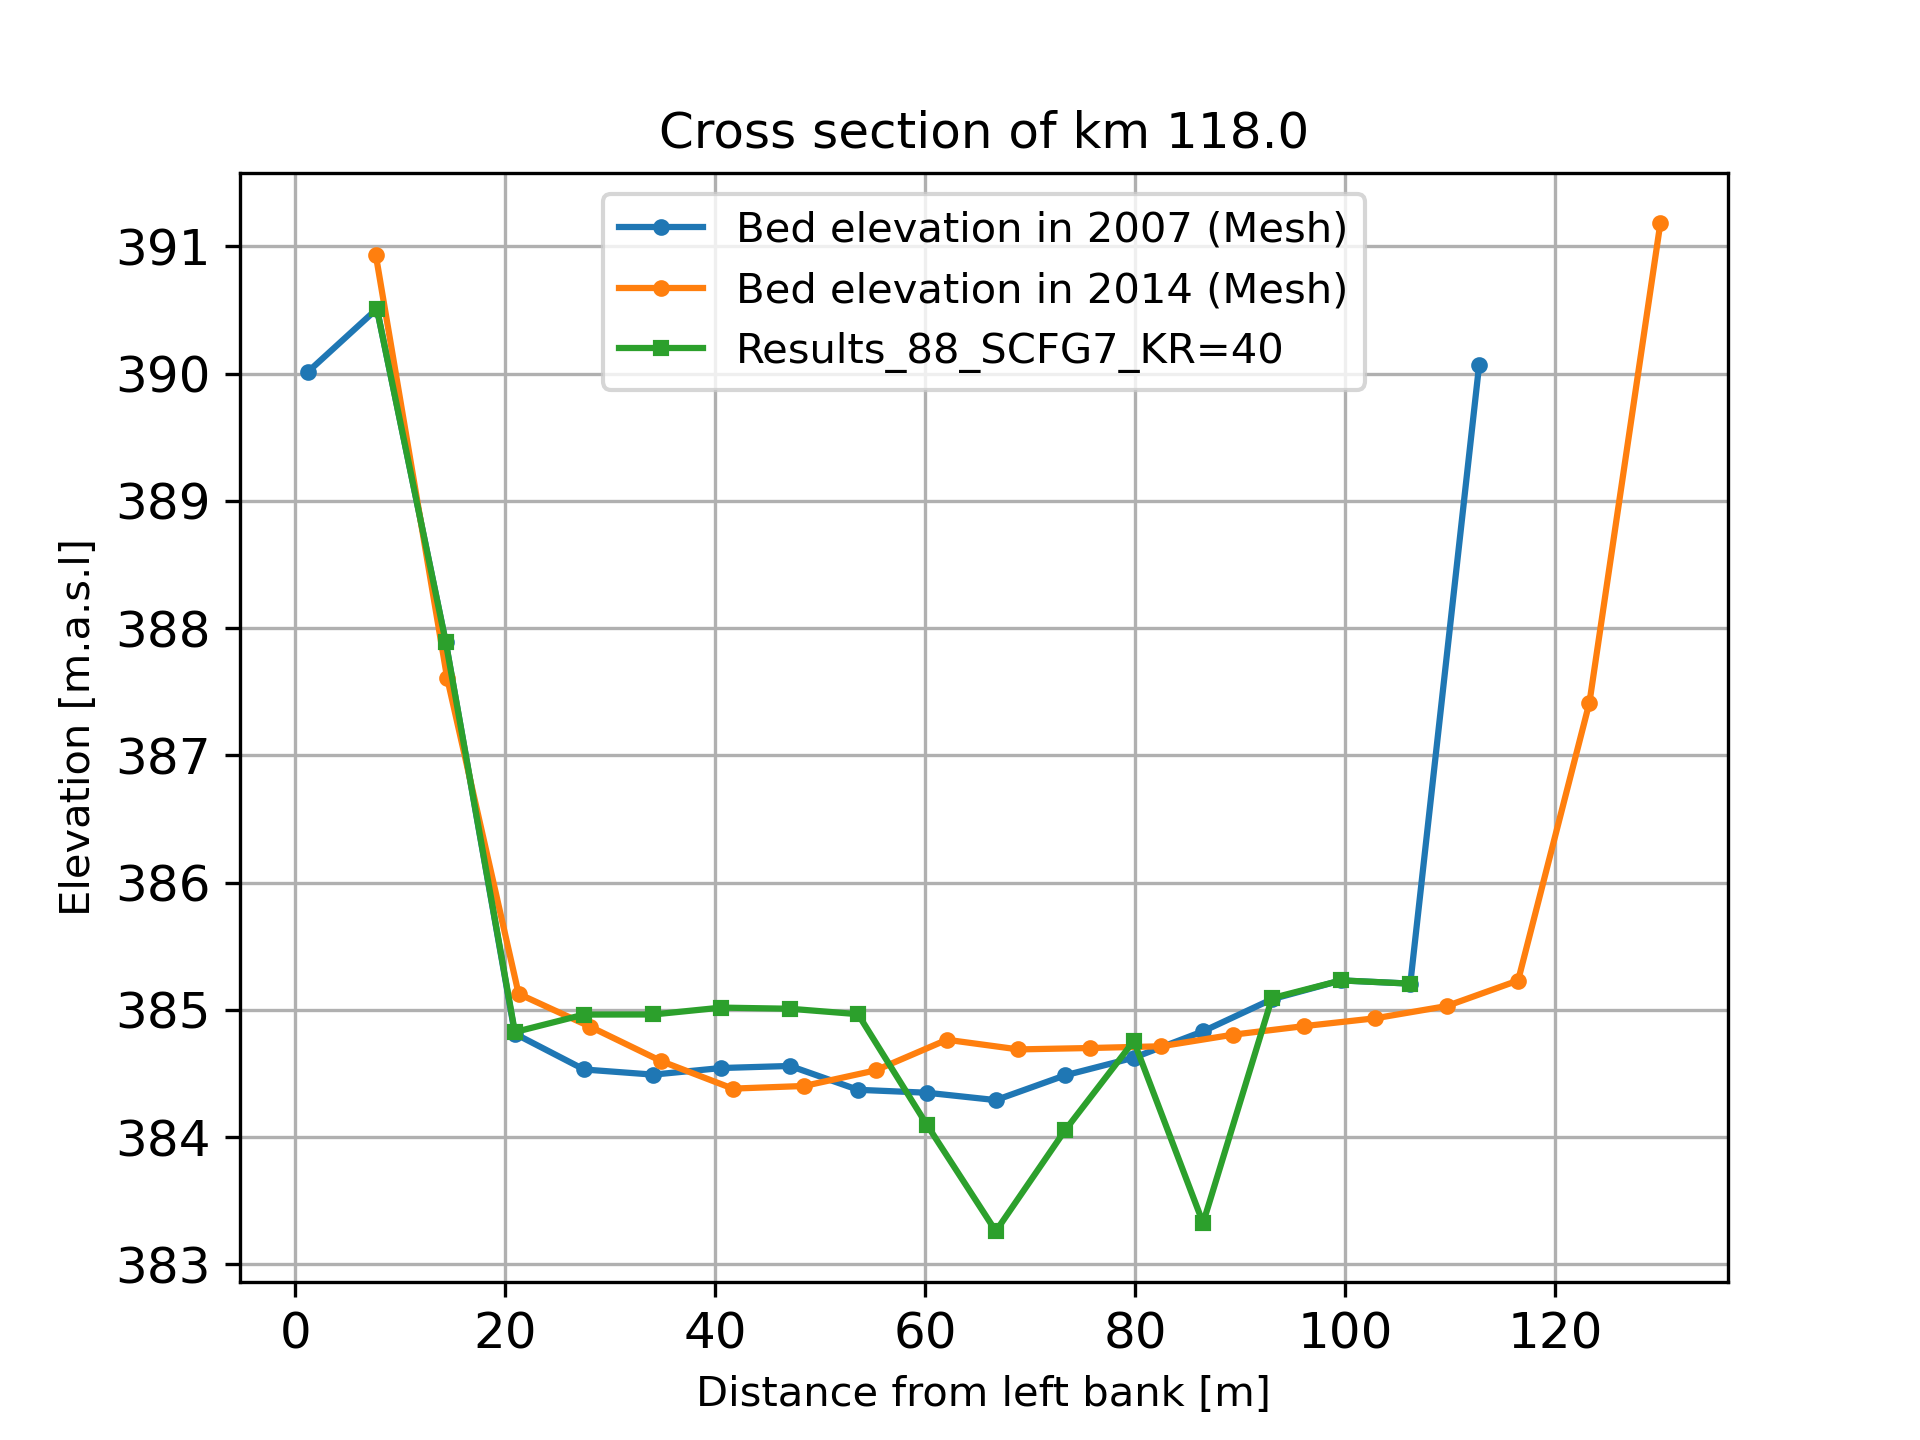 Cross section of km 118.0
Bed elevation in 2007 (Mesh)
Bed elevation in 2014 (Mesh)
Results_88_SCFG7_KR=40
Elevation [m.a.s.l]
391
390
389
388
387
386
385
384
383
0 20 40 60 80 100 120
Distance from left bank [m]